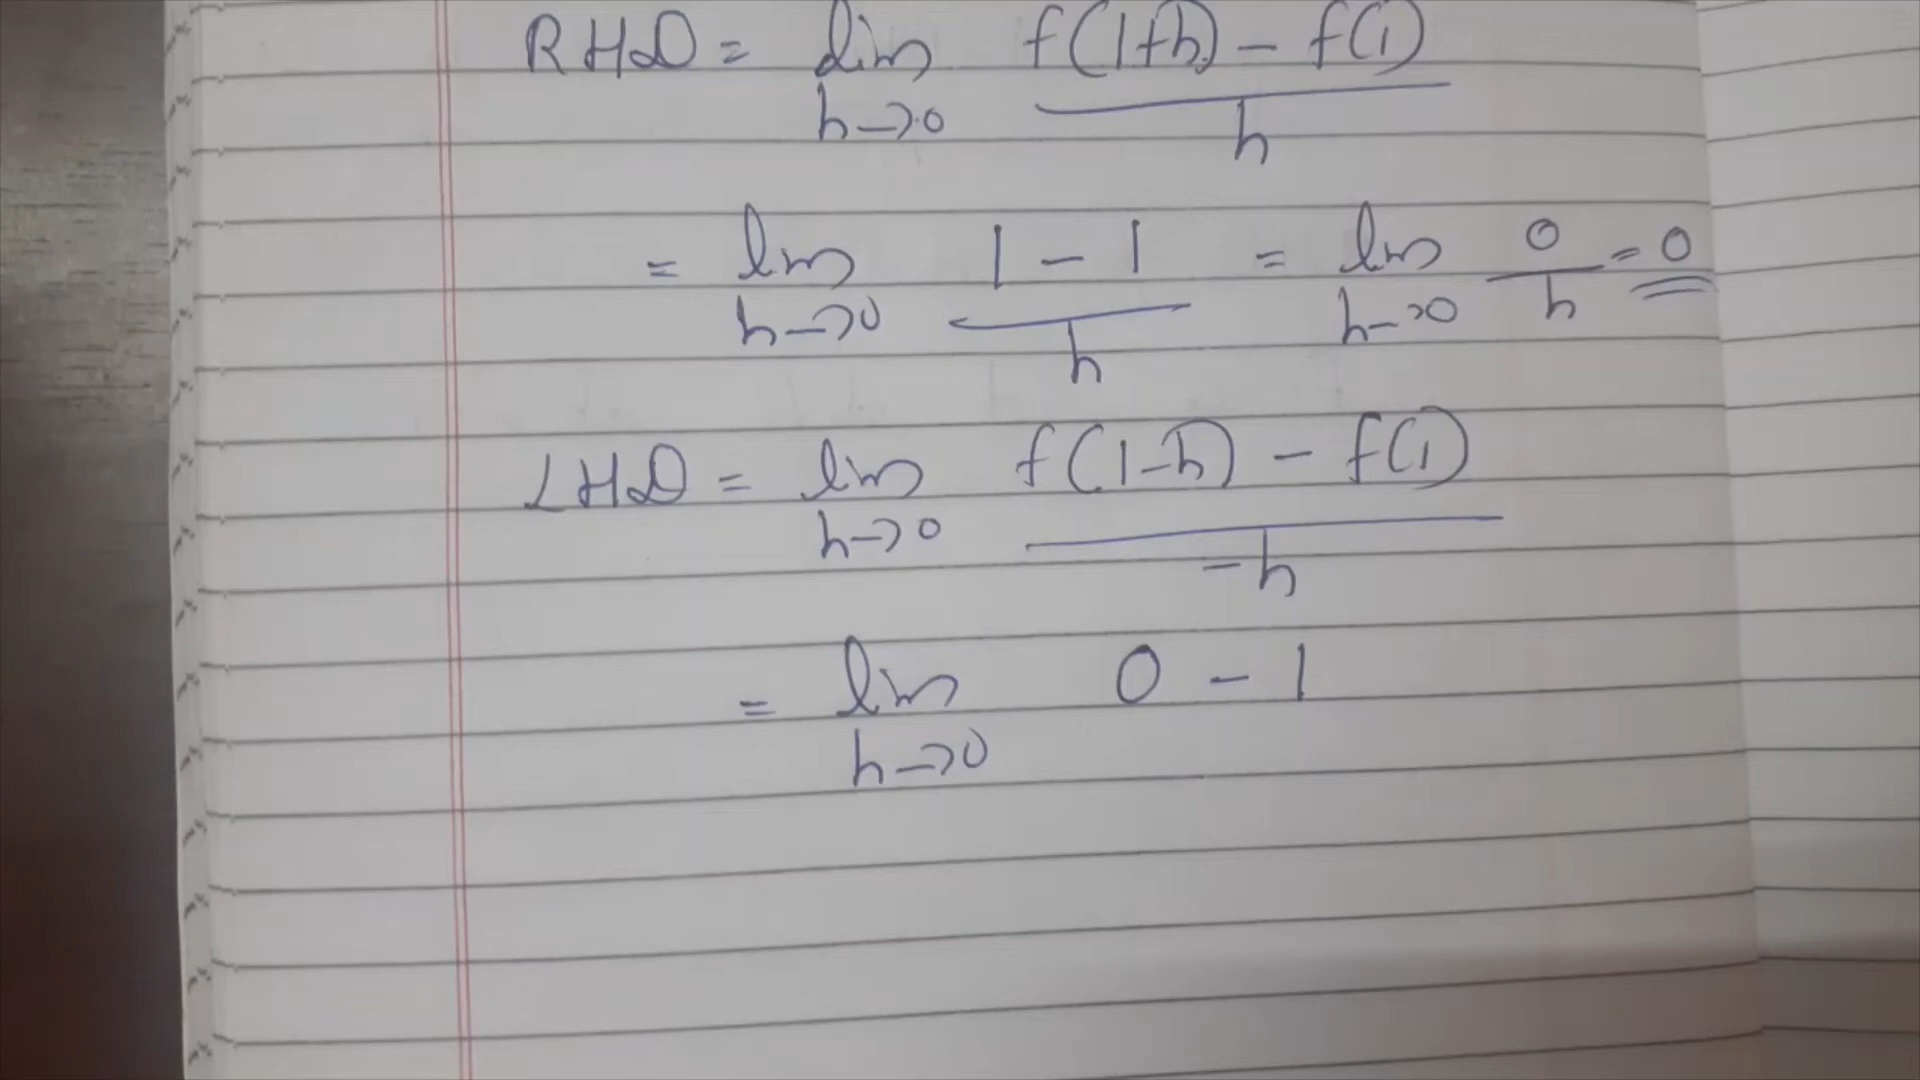 RHD = lim f(1+h) - f(1)
h→0 h
= lim 1 - 1 = lim 0 = 0
h→0 h h→0 h
LHD = lim f(1-h) - f(1)
h→0 -h
= lim 0 - 1
h→0